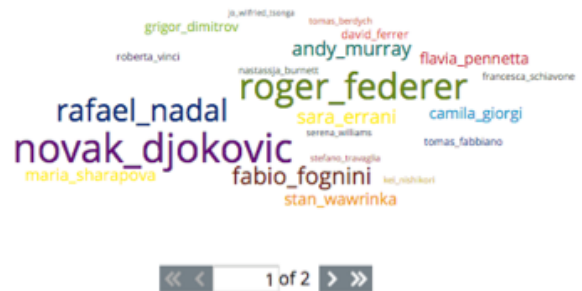 jo_wilfried_tsonga
tomas_berdych
grigor_dimitrov
david_ferrer
andy_murray
roberta_vinci
flavia_pennetta
nastassja_burnett
francesca_schiavone
roger_federer
rafael_nadal
sara_errani
camila_giorgi
serena_williams
tomas_fabbiano
novak_djokovic
stefano_travaglia
maria_sharapova
fabio_fognini
kei_nishikori
stan_wawrinka
1 of 2